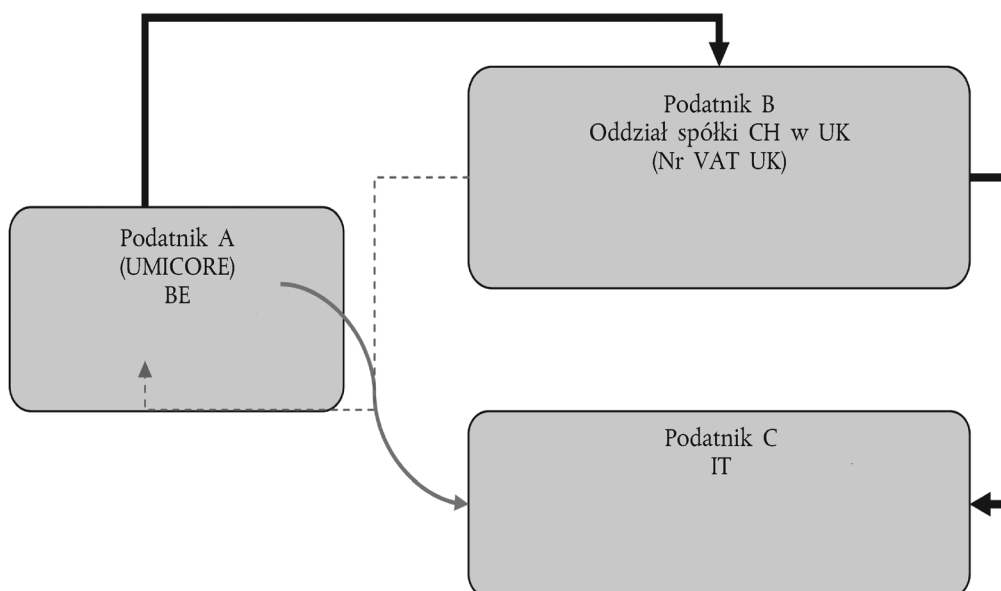 Podatnik B
Oddział spółki CH w UK
(Nr VAT UK)
Podatnik A
(UMICORE)
BE
Podatnik C
IT